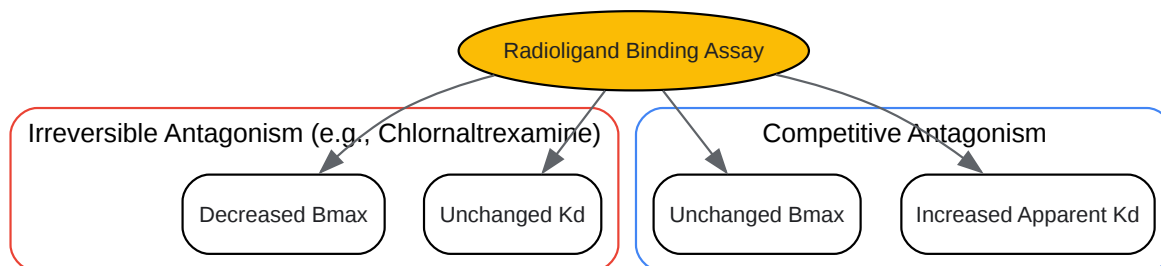 Radioligand Binding Assay
Irreversible Antagonism (e.g., Chlornaltrexamine)
Competitive Antagonism
Decreased Bmax
Unchanged Kd
Unchanged Bmax
Increased Apparent Kd